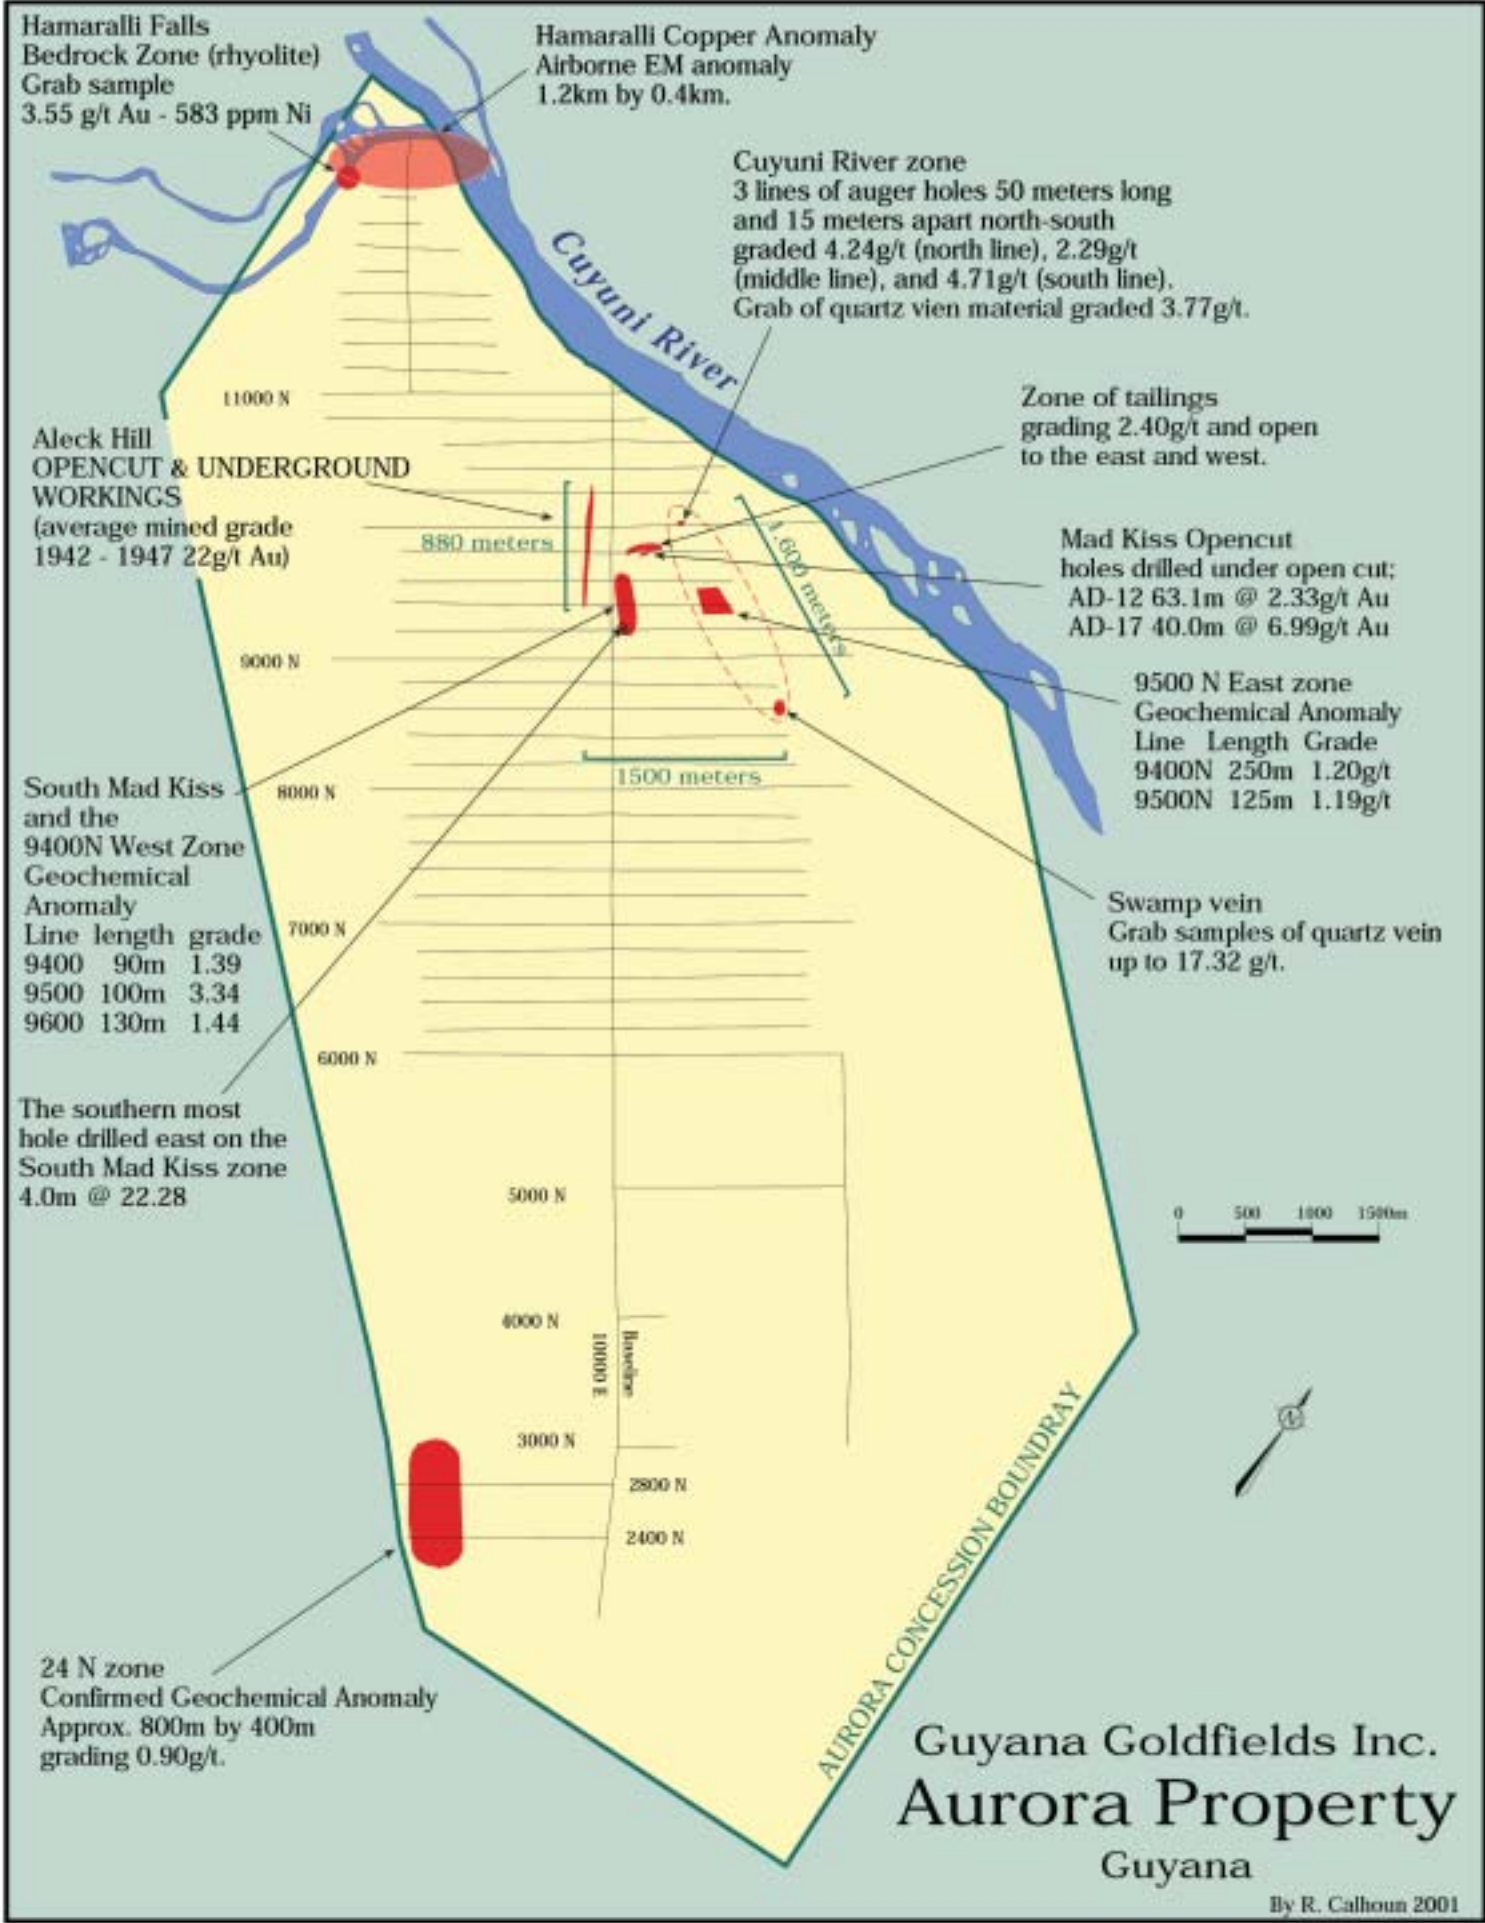 Hamaralli Falls
Bedrock Zone (rhyolite)
Grab sample
3.55 g/t Au - 583 ppm Ni
Hamaralli Copper Anomaly
Airborne EM anomaly
1.2km by 0.4km.
Cuyuni River zone
3 lines of auger holes 50 meters long
and 15 meters apart north-south
graded 4.24g/t (north line), 2.29g/t
(middle line), and 4.71g/t (south line).
Grab of quartz vien material graded 3.77g/t.
Cuyuni River
11000 N
Zone of tailings
grading 2.40g/t and open
to the east and west.
Aleck Hill
OPENCUT & UNDERGROUND
WORKINGS
(average mined grade
1942 - 1947 22g/t Au)
880 meters
1.600 meters
Mad Kiss Opencut
holes drilled under open cut;
AD-12 63.1m @ 2.33g/t Au
AD-17 40.0m @ 6.99g/t Au
9000 N
9500 N East zone
Geochemical Anomaly
Line Length Grade
9400N 250m 1.20g/t
9500N 125m 1.19g/t
1500 meters
South Mad Kiss
and the
9400N West Zone
Geochemical
Anomaly
Line length grade
9400 90m 1.39
9500 100m 3.34
9600 130m 1.44
8000 N
7000 N
Swamp vein
Grab samples of quartz vein
up to 17.32 g/t.
6000 N
The southern most
hole drilled east on the
South Mad Kiss zone
4.0m @ 22.28
5000 N
0 500 1000 1500m
4000 N
Baseline
10000 E
3000 N
2800 N
2400 N
N
AURORA CONCESSION BOUNDRAY
24 N zone
Confirmed Geochemical Anomaly
Approx. 800m by 400m
grading 0.90g/t.
Guyana Goldfields Inc.
Aurora Property
Guyana
By R. Calhoun 2001